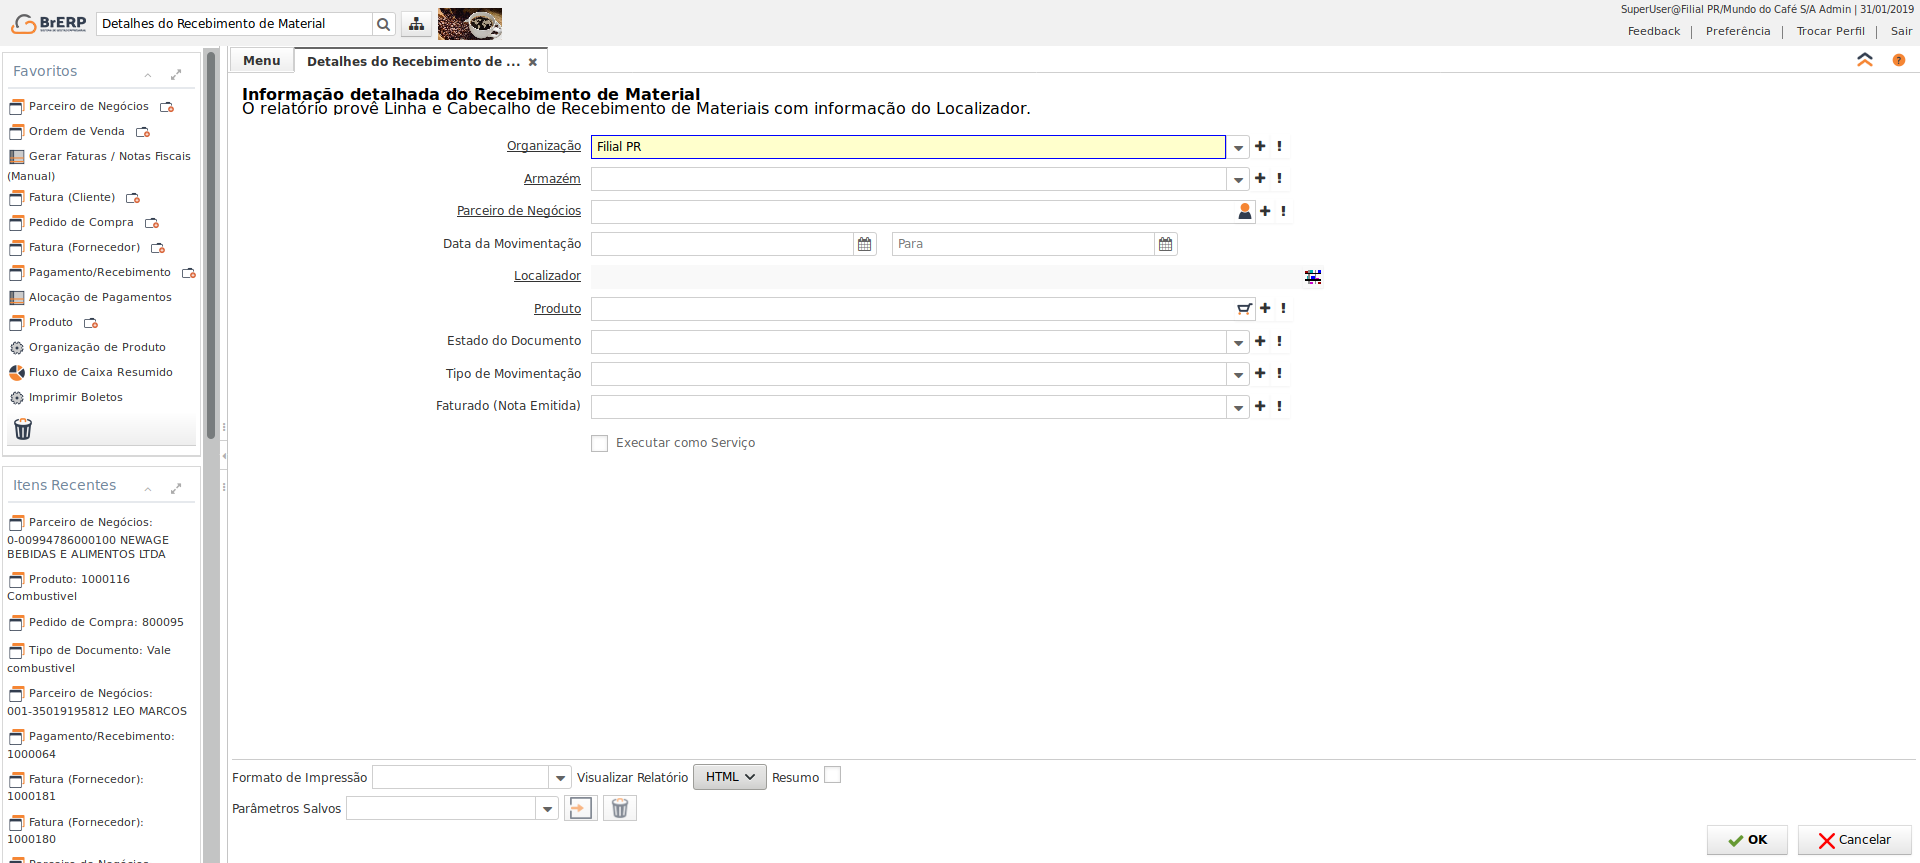 BrERP
Detalhes do Recebimento de Material
SuperUser@Filial PR/Mundo do Café S/A Admin | 31/01/2019
Feedback | Preferência | Trocar Perfil | Sair
Favoritos
Parceiro de Negócios
Ordem de Venda
Gerar Faturas / Notas Fiscais
(Manual)
Fatura (Cliente)
Pedido de Compra
Fatura (Fornecedor)
Pagamento/Recebimento
Alocação de Pagamentos
Produto
Organização de Produto
Fluxo de Caixa Resumido
Imprimir Boletos
Itens Recentes
Parceiro de Negócios:
0-00994786000100 NEWAGE
BEBIDAS E ALIMENTOS LTDA
Produto: 1000116
Combustivel
Pedido de Compra: 800095
Tipo de Documento: Vale
combustivel
Parceiro de Negócios:
001-35019195812 LEO MARCOS
Pagamento/Recebimento:
1000064
Fatura (Fornecedor):
1000181
Fatura (Fornecedor):
1000180
Parceiro de Negócios
Menu
Detalhes do Recebimento de ...
Informação detalhada do Recebimento de Material
O relatório provê Linha e Cabeçalho de Recebimento de Materiais com informação do Localizador.
Organização Filial PR
Armazém
Parceiro de Negócios
Data da Movimentação Para
Localizador
Produto
Estado do Documento
Tipo de Movimentação
Faturado (Nota Emitida)
Executar como Serviço
Formato de Impressão Visualizar Relatório HTML Resumo
Parâmetros Salvos
OK Cancelar